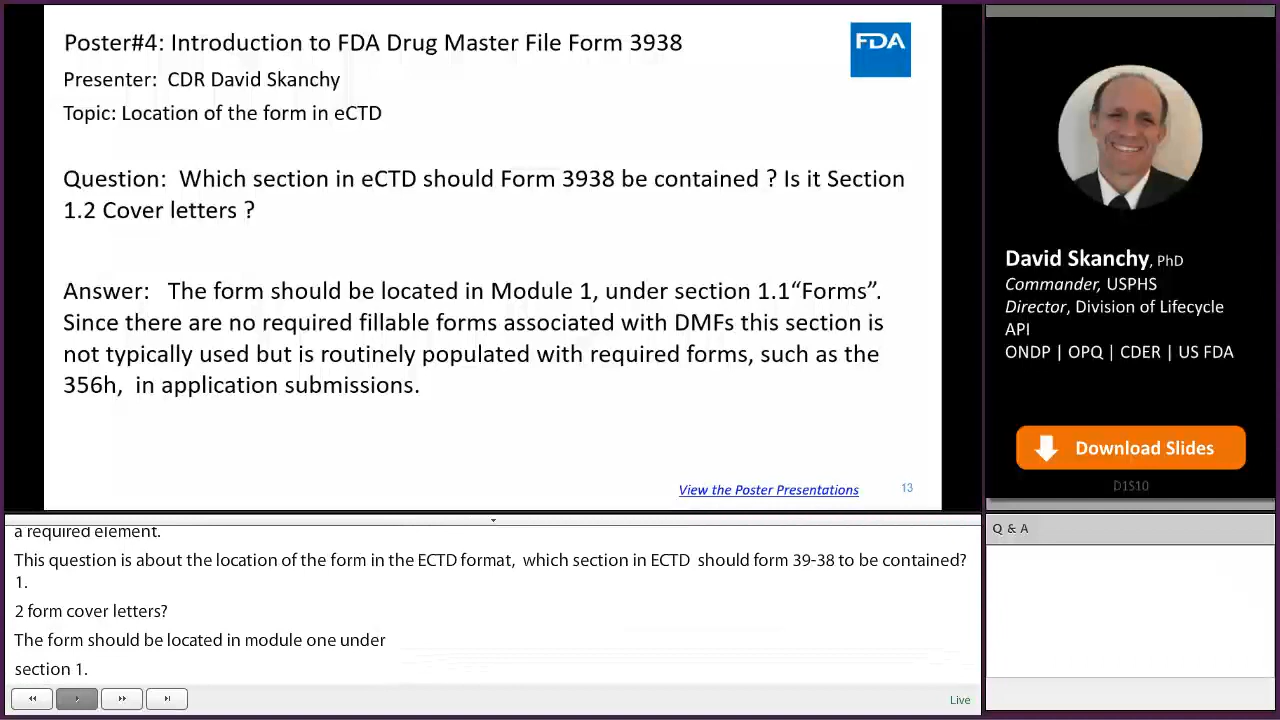 Poster#4: Introduction to FDA Drug Master File Form 3938
FDA
Presenter: CDR David Skanchy
Topic: Location of the form in eCTD
Question: Which section in eCTD should Form 3938 be contained ? Is it Section
1.2 Cover letters ?
Answer: The form should be located in Module 1, under section 1.1“Forms”.
Since there are no required fillable forms associated with DMFs this section is
not typically used but is routinely populated with required forms, such as the
356h, in application submissions.
View the Poster Presentations
13
David Skanchy, PhD
Commander, USPHS
Director, Division of Lifecycle
API
ONDP | OPQ | CDER | US FDA
Download Slides
D1S10
a required element.
This question is about the location of the form in the ECTD format, which section in ECTD should form 39-38 to be contained?
1.
2 form cover letters?
The form should be located in module one under
section 1.
Live
Q & A